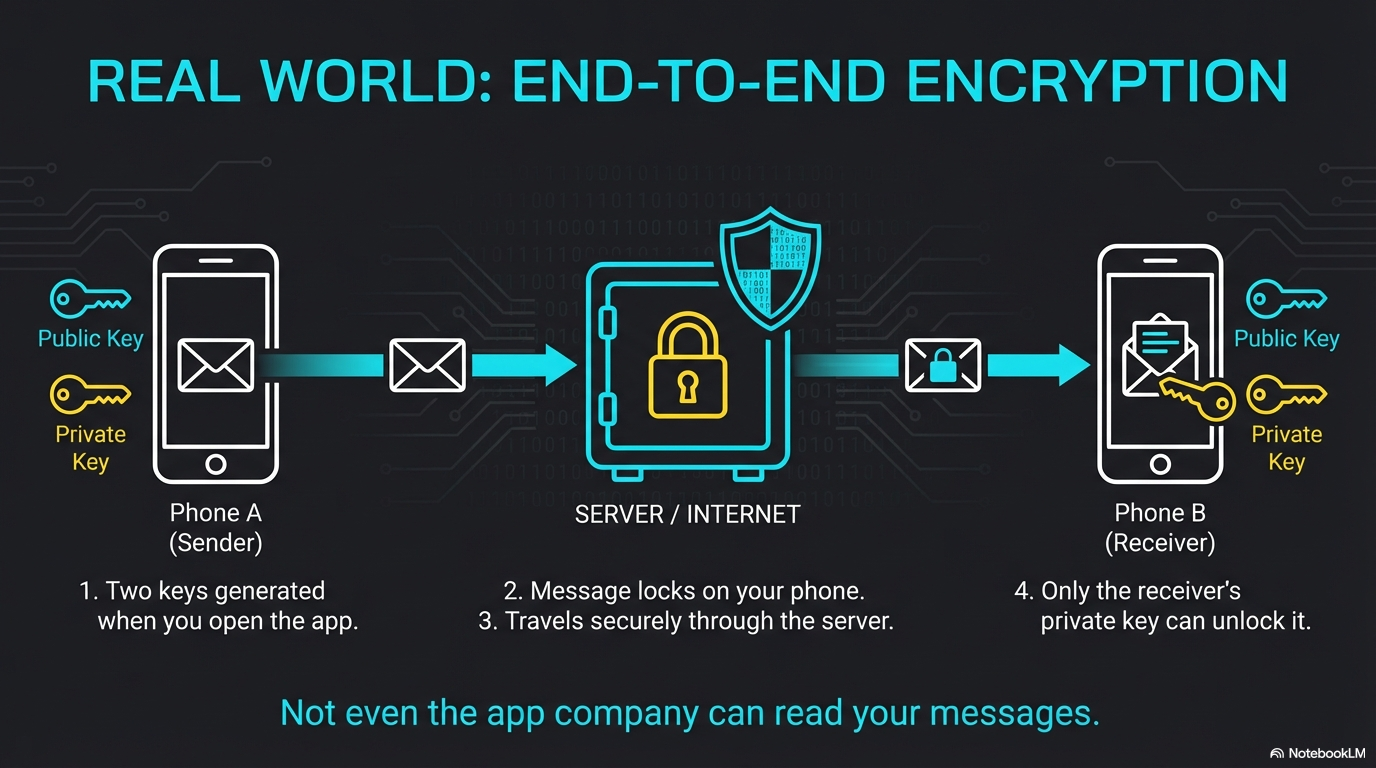 REAL WORLD: END-TO-END ENCRYPTION
Public Key
Private
Key
Phone A
(Sender)
SERVER / INTERNET
Public Key
Private
Key
Phone B
(Receiver)
1. Two keys generated
when you open the app.
2. Message locks on your phone.
3. Travels securely through the server.
4. Only the receiver's
private key can unlock it.
Not even the app company can read your messages.
NotebookLM